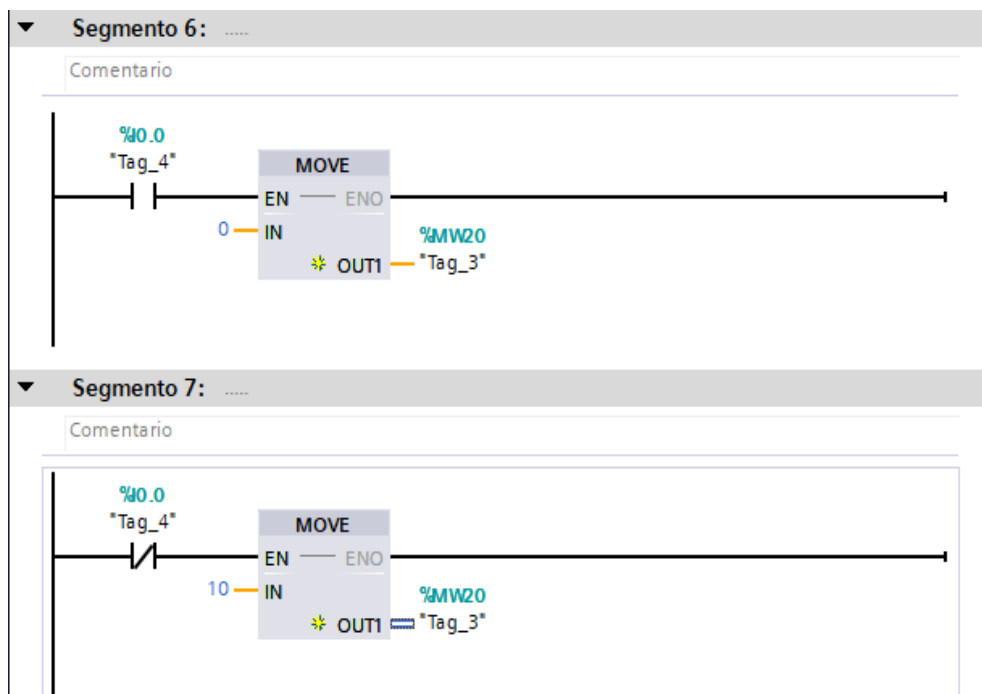 Segmento 6: .....
Comentario
%I0.0
"Tag_4"
MOVE
EN ENO
0 IN
%MW20
OUT1 "Tag_3"
Segmento 7: .....
Comentario
%I0.0
"Tag_4"
MOVE
EN ENO
10 IN
%MW20
OUT1 "Tag_3"